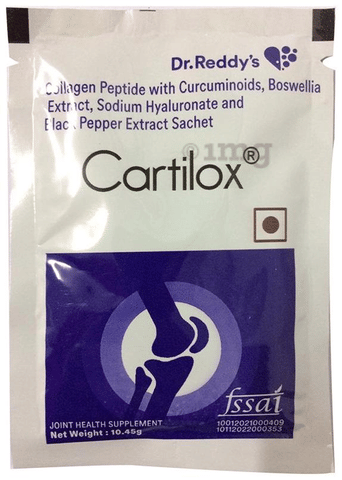 Dr.Reddy's
Collagen Peptide with Curcuminoids, Boswellia
Extract, Sodium Hyaluronate and
Black Pepper Extract Sachet
1mg
Cartilox®
fssai
JOINT HEALTH SUPPLEMENT
Net Weight : 10.45g
10012021000409
10112022000353